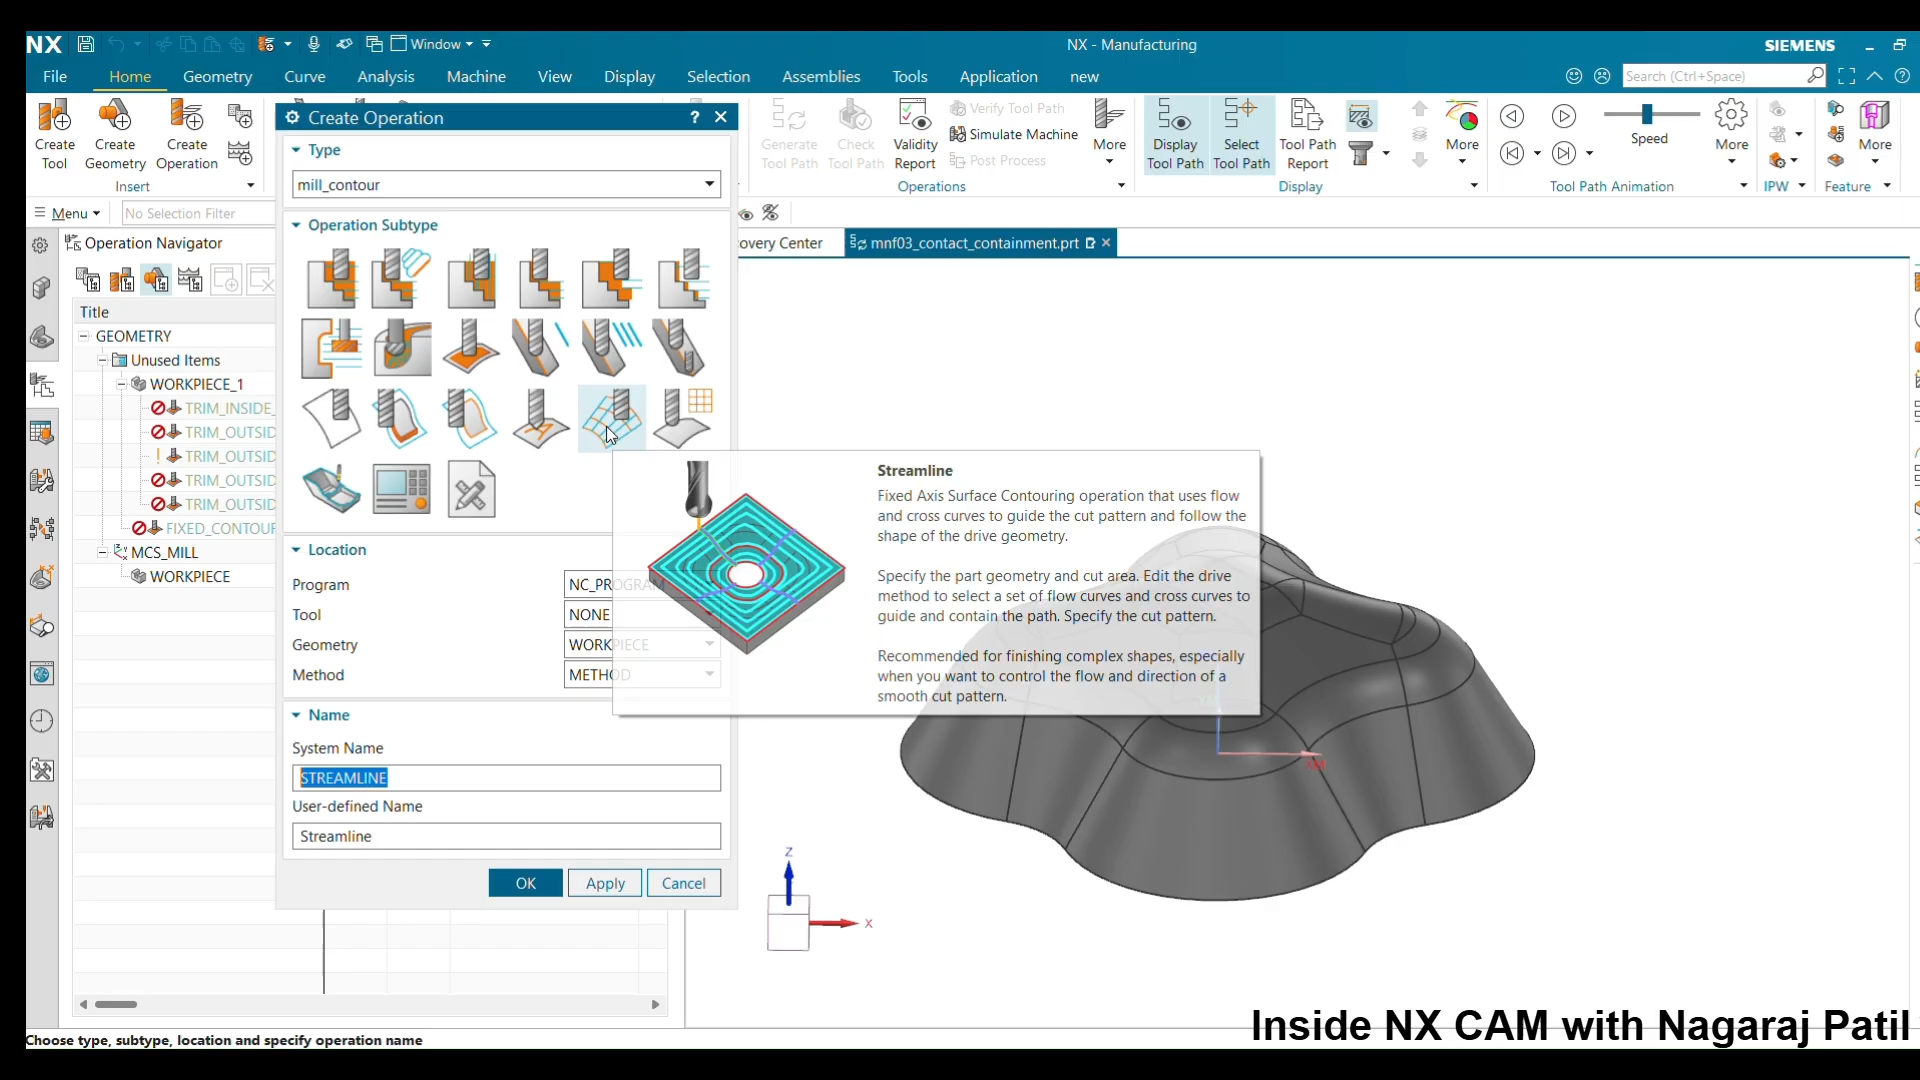 NX
Window
NX - Manufacturing
SIEMENS
File
Home
Geometry
Curve
Analysis
Machine
View
Display
Selection
Assemblies
Tools
Application
new
Search (Ctrl+Space)
Create Tool
Create Geometry
Create Operation
Insert
Generate Tool Path
Check Tool Path
Validity Report
Verify Tool Path
Simulate Machine
Post Process
More
Operations
Display Tool Path
Select Tool Path
Tool Path Report
More
Display
Speed
More
Tool Path Animation
IPW
More
Feature
Menu
No Selection Filter
overy Center
mnf03_contact_containment.prt
Operation Navigator
Title
GEOMETRY
Unused Items
WORKPIECE_1
TRIM_INSIDE_
TRIM_OUTSID
TRIM_OUTSID
TRIM_OUTSID
TRIM_OUTSID
FIXED_CONTOUR
MCS_MILL
WORKPIECE
Create Operation
?
Type
mill_contour
Operation Subtype
Location
Program
NC_PROGRAM
Tool
NONE
Geometry
WORKPIECE
Method
METHOD
Name
System Name
STREAMLINE
User-defined Name
Streamline
OK
Apply
Cancel
Streamline
Fixed Axis Surface Contouring operation that uses flow
and cross curves to guide the cut pattern and follow the
shape of the drive geometry.
Specify the part geometry and cut area. Edit the drive
method to select a set of flow curves and cross curves to
guide and contain the path. Specify the cut pattern.
Recommended for finishing complex shapes, especially
when you want to control the flow and direction of a
smooth cut pattern.
Z
X
Choose type, subtype, location and specify operation name
Inside NX CAM with Nagaraj Patil